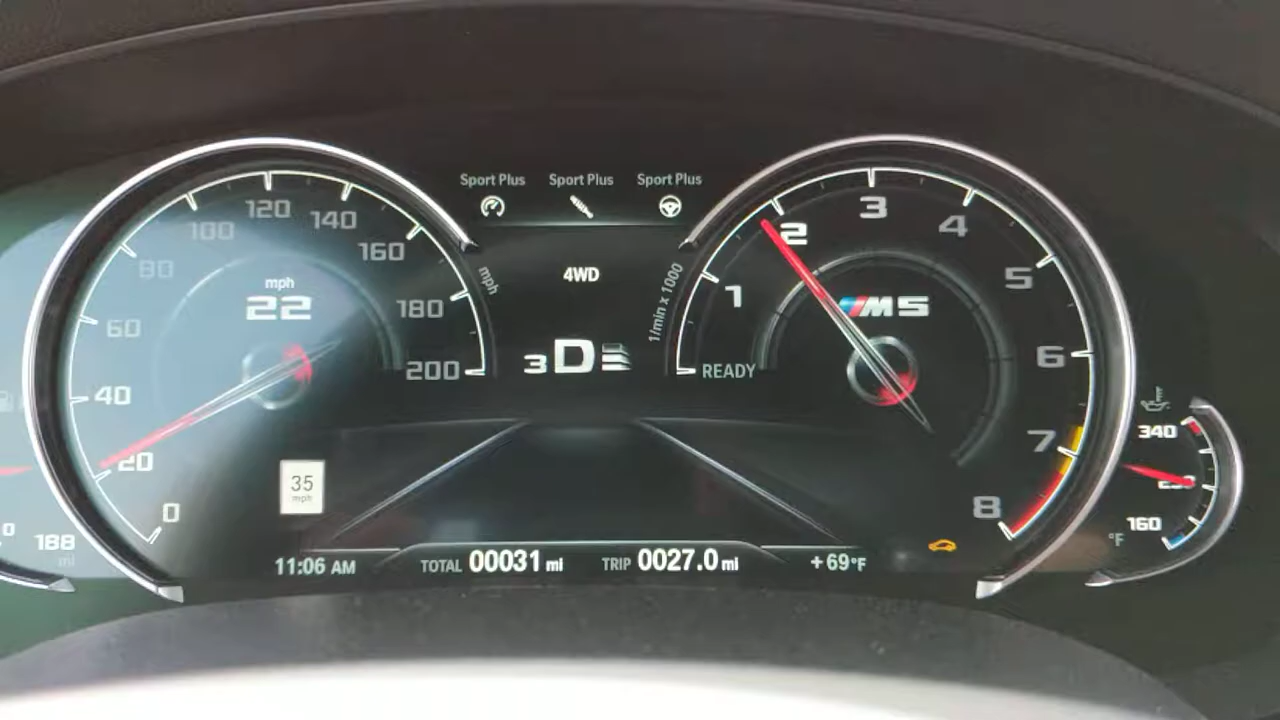 Sport Plus Sport Plus Sport Plus
0 20 40 60 80 100 120 140 160 180 200
mph
mph
22
35
mph
188
mi
4WD
3D
1/min x 1000
READY 1 2 3 4 5 6 7 8
M5
340
160
°F
11:06 AM TOTAL 00031 mi TRIP 0027.0 mi +69°F